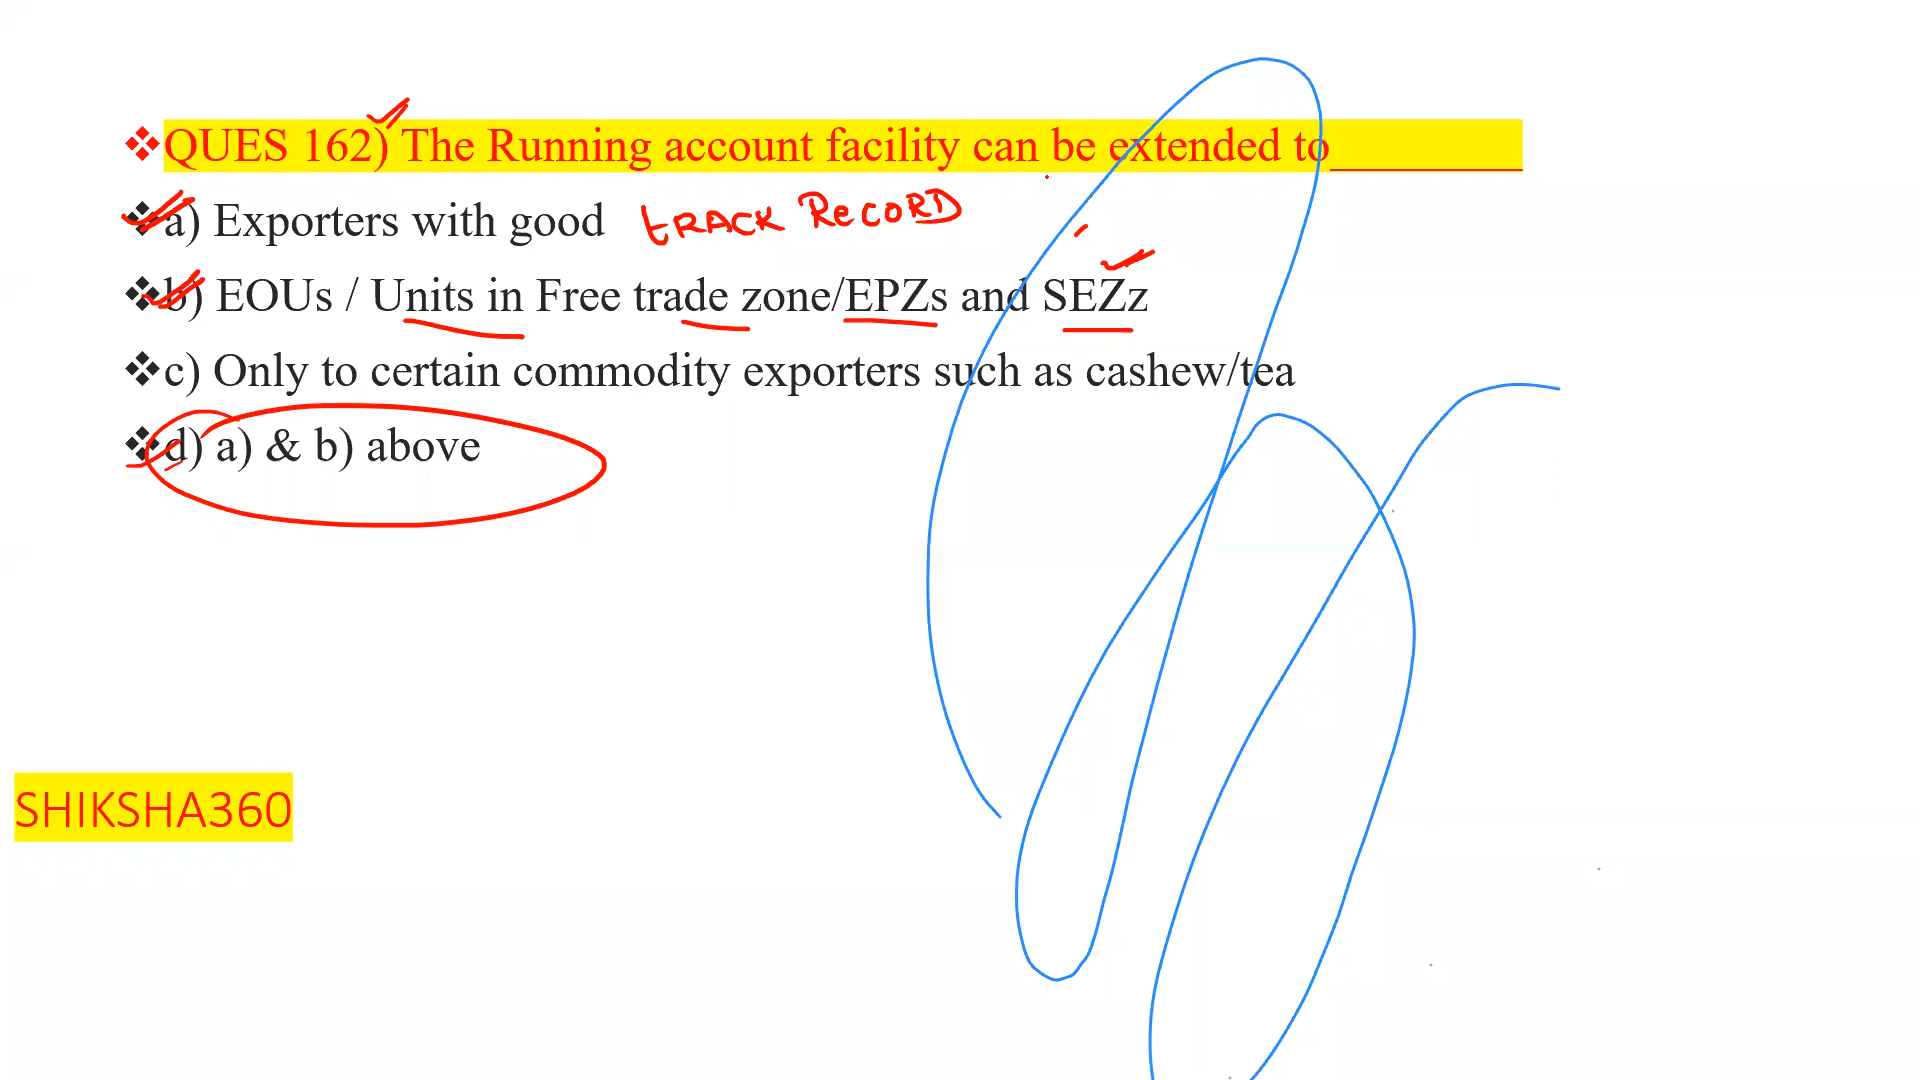 ❖QUES 162) The Running account facility can be extended to________
❖a) Exporters with good tRACK RecORD
❖b) EOUs / Units in Free trade zone/EPZs and SEZz
❖c) Only to certain commodity exporters such as cashew/tea
❖d) a) & b) above
SHIKSHA360